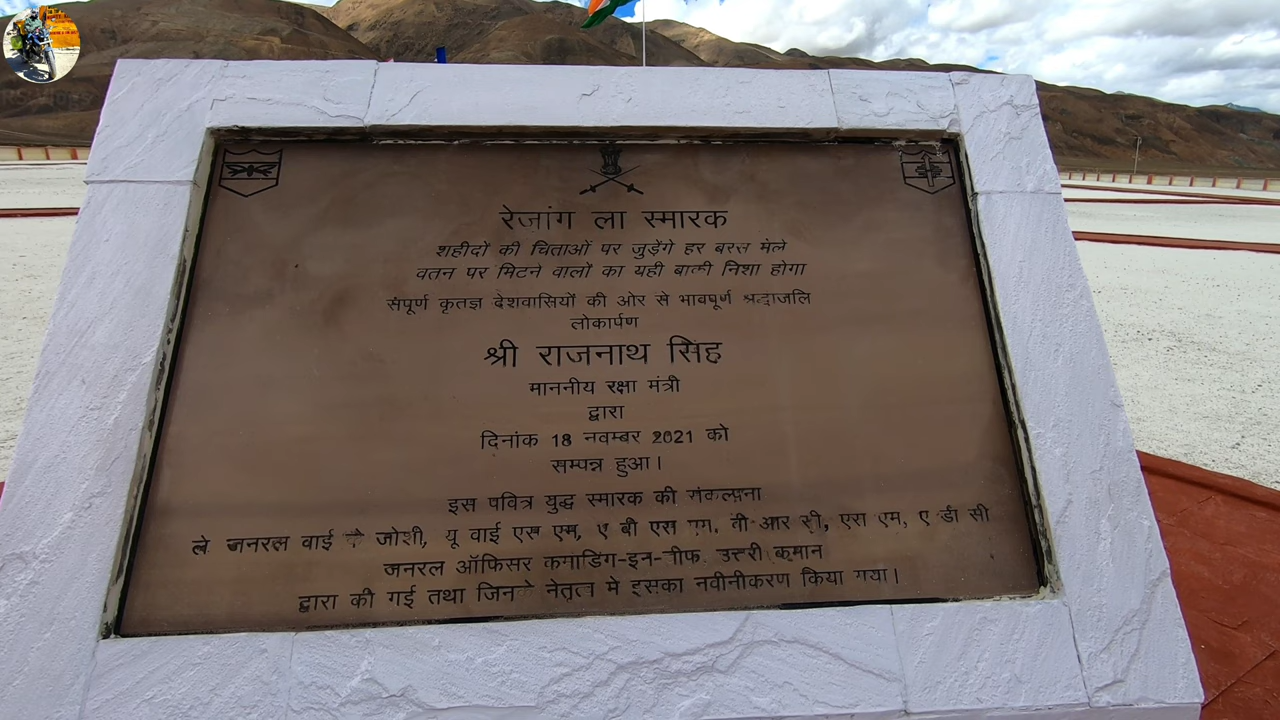 रेजांग ला स्मारक
शहीदों की चिताओं पर जुड़ेंगे हर बरस मेले
वतन पर मिटने वालों का यही बाकी निशा होगा
संपूर्ण कृतज्ञ देशवासियों की ओर से भावपूर्ण श्रद्धाजलि
लोकार्पण
श्री राजनाथ सिंह
माननीय रक्षा मंत्री
द्वारा
दिनांक 18 नवम्बर 2021 को
सम्पन्न हुआ।
इस पवित्र युद्ध स्मारक की संकल्पना
ले जनरल वाई जोशी, यू वाई एस एम, ए वी एस एम, वी आर सी, एस एम, ए डी सी
जनरल ऑफिसर कमाडिंग-इन-चीफ उत्तरी कमान
द्वारा की गई तथा जिनके नेतृत्व मे इसका नवीनीकरण किया गया।